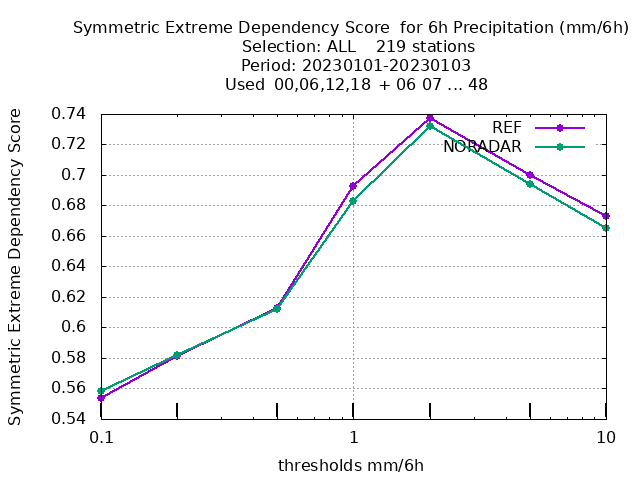 Symmetric Extreme Dependency Score  for 6h Precipitation (mm/6h)
Selection: ALL    219 stations
Period: 20230101-20230103
Used  00,06,12,18  + 06 07 ... 48
Symmetric Extreme Dependency Score
0.74
0.72
0.7
0.68
0.66
0.64
0.62
0.6
0.58
0.56
0.54
REF
NORADAR
0.1
1
10
thresholds mm/6h